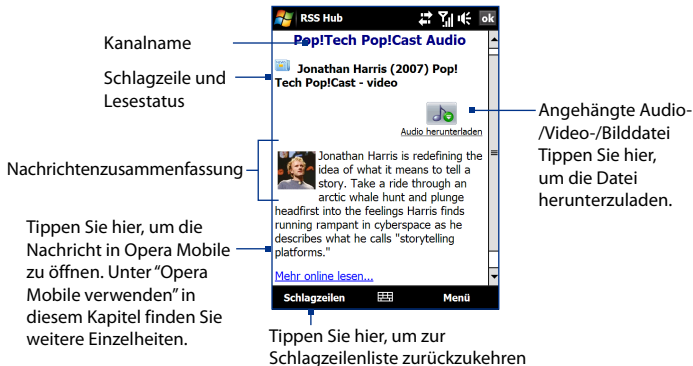 RSS Hub
ok
Kanalname
Pop!Tech Pop!Cast Audio
Schlagzeile und
Lesestatus
Jonathan Harris (2007) Pop!
Tech Pop!Cast - video
Audio herunterladen
Angehängte Audio-
/Video-/Bilddatei
Tippen Sie hier,
um die Datei
herunterzuladen.
Nachrichtenzusammenfassung
Jonathan Harris is redefining the
idea of what it means to tell a
story. Take a ride through an
arctic whale hunt and plunge
headfirst into the feelings Harris finds
running rampant in cyberspace as he
describes what he calls "storytelling
platforms."
Tippen Sie hier, um die
Nachricht in Opera Mobile
zu öffnen. Unter “Opera
Mobile verwenden” in
diesem Kapitel finden Sie
weitere Einzelheiten.
Mehr online lesen...
Schlagzeilen
Menü
Tippen Sie hier, um zur
Schlagzeilenliste zurückzukehren